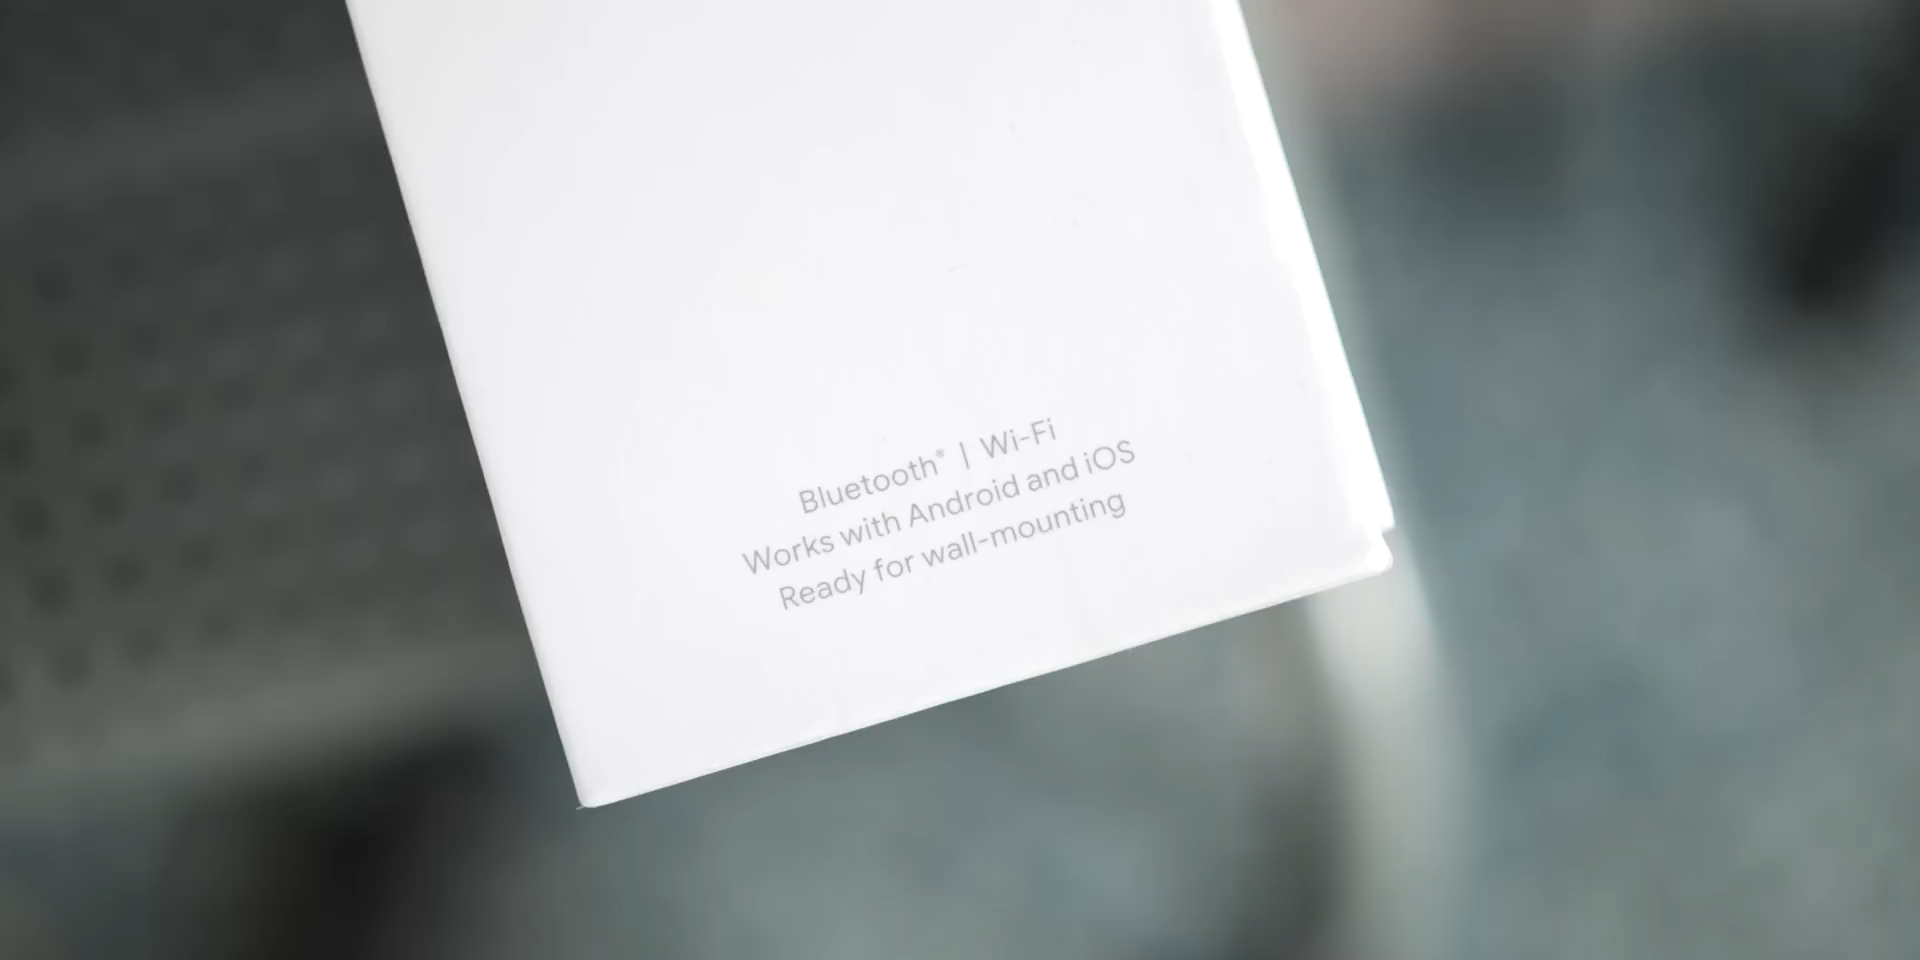 Bluetooth® | Wi-Fi
Works with Android and iOS
Ready for wall-mounting